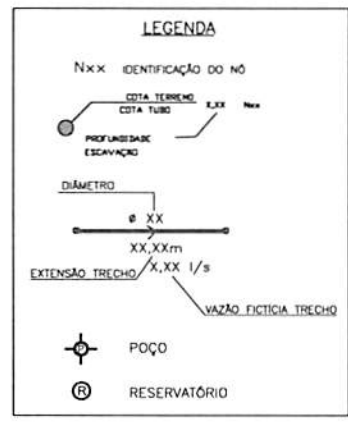 LEGENDA
Nxx IDENTIFICAÇÃO DO NÓ
COTA TERRENO
COTA TUBO
X,XX Nxx
PROFUNDIDADE
ESCAVAÇÃO
DIÂMETRO
ø XX
XX,XXm
EXTENSÃO TRECHO
X,XX l/s
VAZÃO FICTÍCIA TRECHO
P POÇO
R RESERVATÓRIO